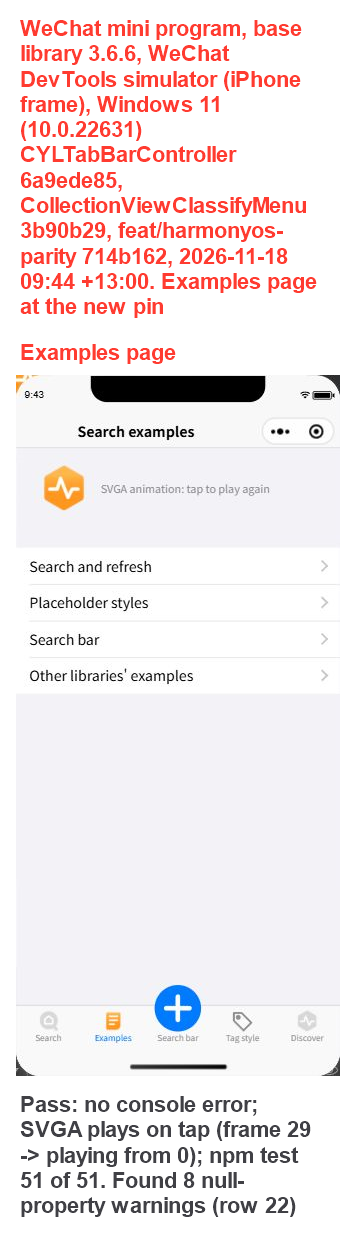 WeChat mini program, base
library 3.6.6, WeChat
DevTools simulator (iPhone
frame), Windows 11
(10.0.22631)
CYLTabBarController
6a9ede85,
CollectionViewClassifyMenu
3b90b29, feat/harmonyos-
parity 714b162, 2026-11-18
09:44 +13:00. Examples page
at the new pin
Examples page
9:43
Search examples
SVGA animation: tap to play again
Search and refresh
Placeholder styles
Search bar
Other libraries' examples
Search
Examples
Search bar
Tag style
Discover
Pass: no console error;
SVGA plays on tap (frame 29
-> playing from 0); npm test
51 of 51. Found 8 null-
property warnings (row 22)